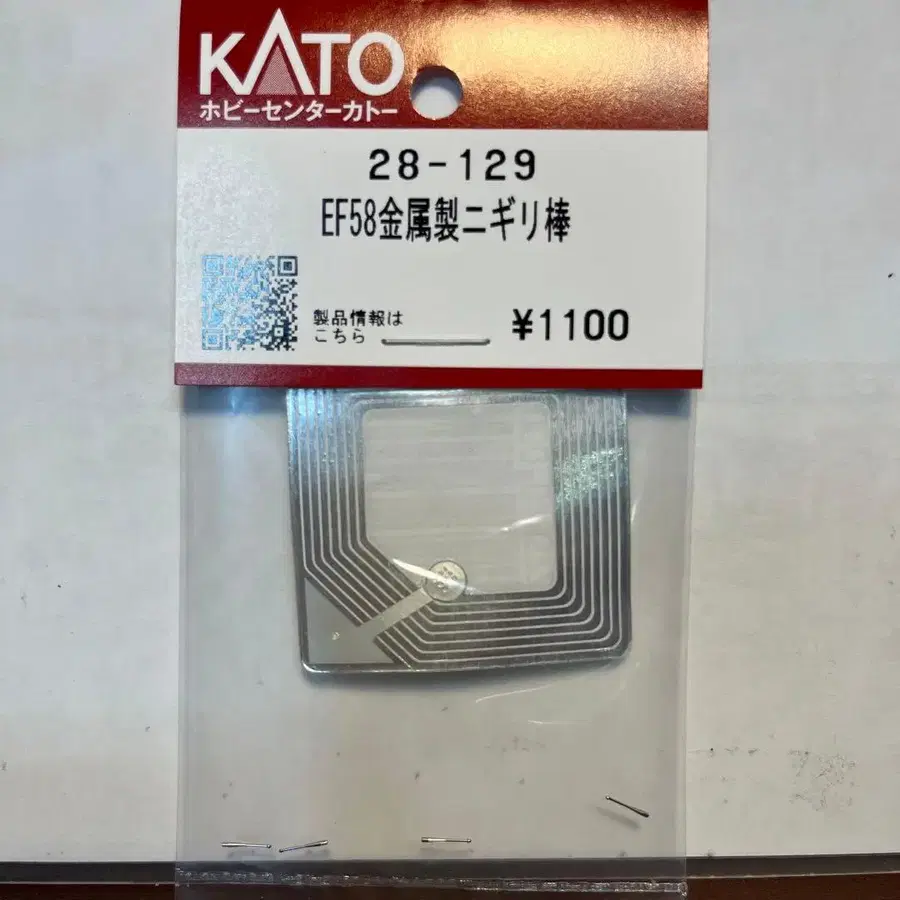 KATO
ホビーセンターカトー
28-129
EF58金属製ニギリ棒
製品情報は
こちら
¥1100